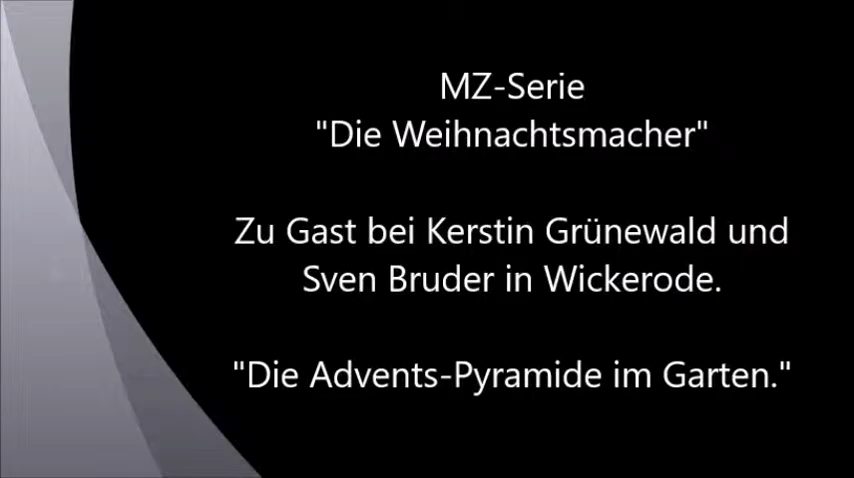 MZ-Serie
"Die Weihnachtsmacher"
Zu Gast bei Kerstin Grünewald und
Sven Bruder in Wickerode.
"Die Advents-Pyramide im Garten."